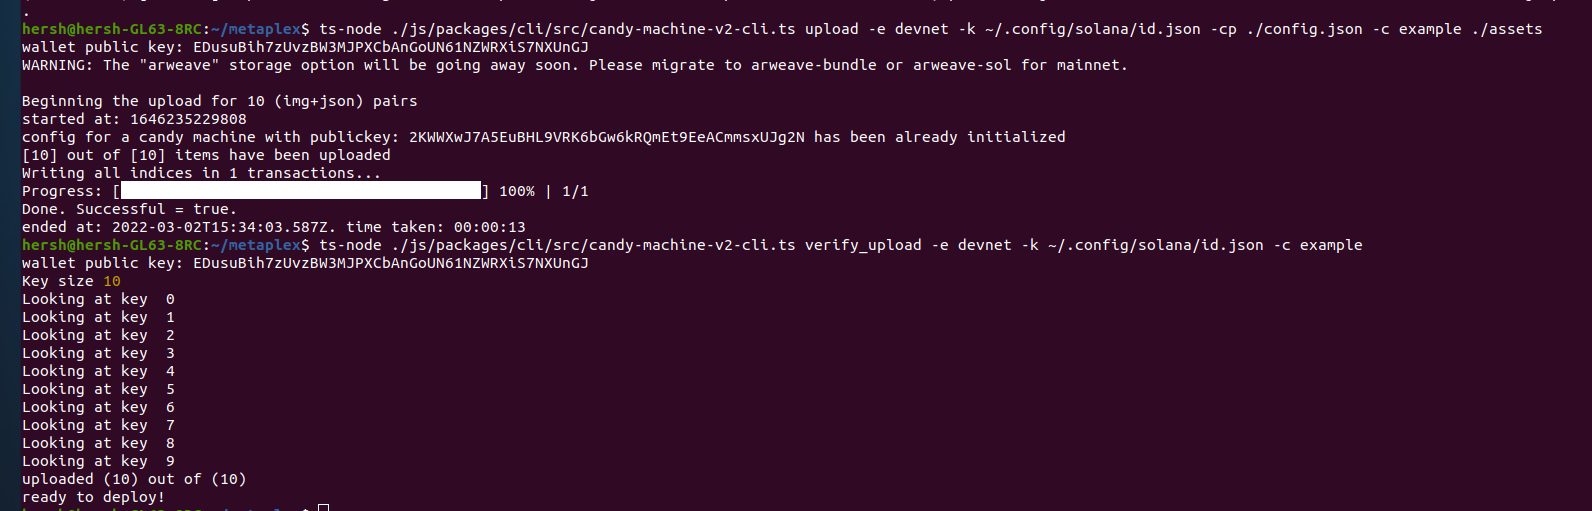 .
hersh@hersh-GL63-8RC:~/metaplex$ ts-node ./js/packages/cli/src/candy-machine-v2-cli.ts upload -e devnet -k ~/.config/solana/id.json -cp ./config.json -c example ./assets
wallet public key: EDusuBih7zUvzBW3MJPXCbAnGoUN61NZWRXiS7NXUnGJ
WARNING: The "arweave" storage option will be going away soon. Please migrate to arweave-bundle or arweave-sol for mainnet.
Beginning the upload for 10 (img+json) pairs
started at: 1646235229808
config for a candy machine with publickey: 2KWWXwJ7A5EuBHL9VRK6bGw6kRQmEt9EeACmmsxUJg2N has been already initialized
[10] out of [10] items have been uploaded
Writing all indices in 1 transactions...
Progress: [] 100% | 1/1
Done. Successful = true.
ended at: 2022-03-02T15:34:03.587Z. time taken: 00:00:13
hersh@hersh-GL63-8RC:~/metaplex$ ts-node ./js/packages/cli/src/candy-machine-v2-cli.ts verify_upload -e devnet -k ~/.config/solana/id.json -c example
wallet public key: EDusuBih7zUvzBW3MJPXCbAnGoUN61NZWRXiS7NXUnGJ
Key size 10
Looking at key  0
Looking at key  1
Looking at key  2
Looking at key  3
Looking at key  4
Looking at key  5
Looking at key  6
Looking at key  7
Looking at key  8
Looking at key  9
uploaded (10) out of (10)
ready to deploy!
hersh@hersh-GL63-8RC:~/metaplex$